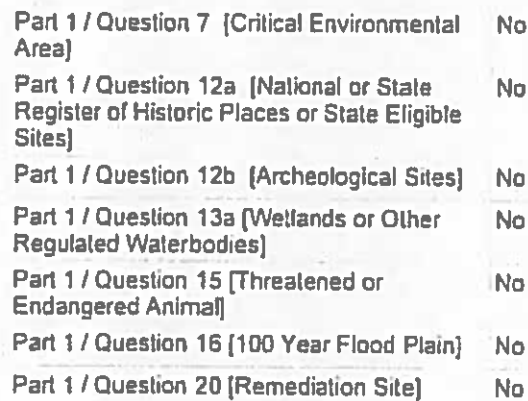 Part 1 / Question 7 [Critical Environmental Area] No
Part 1 / Question 12a [National or State Register of Historic Places or State Eligible Sites] No
Part 1 / Question 12b [Archeological Sites] No
Part 1 / Question 13a [Wetlands or Other Regulated Waterbodies] No
Part 1 / Question 15 [Threatened or Endangered Animal] No
Part 1 / Question 16 [100 Year Flood Plain] No
Part 1 / Question 20 [Remediation Site] No